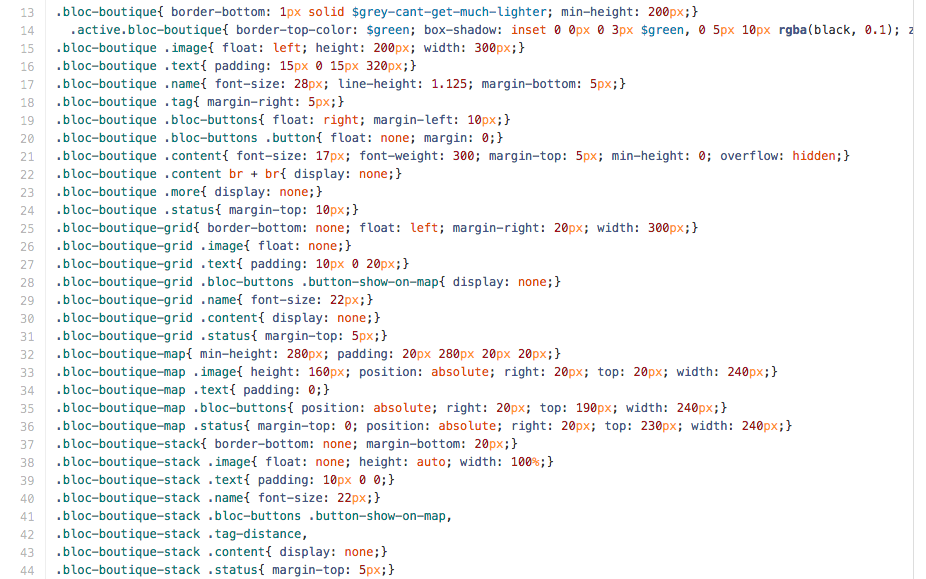 13 .bloc-boutique{ border-bottom: 1px solid $grey-cant-get-much-lighter; min-height: 200px;}
14 .active.bloc-boutique{ border-top-color: $green; box-shadow: inset 0 0px 0 3px $green, 0 5px 10px rgba(black, 0.1); z
15 .bloc-boutique .image{ float: left; height: 200px; width: 300px;}
16 .bloc-boutique .text{ padding: 15px 0 15px 320px;}
17 .bloc-boutique .name{ font-size: 28px; line-height: 1.125; margin-bottom: 5px;}
18 .bloc-boutique .tag{ margin-right: 5px;}
19 .bloc-boutique .bloc-buttons{ float: right; margin-left: 10px;}
20 .bloc-boutique .bloc-buttons .button{ float: none; margin: 0;}
21 .bloc-boutique .content{ font-size: 17px; font-weight: 300; margin-top: 5px; min-height: 0; overflow: hidden;}
22 .bloc-boutique .content br + br{ display: none;}
23 .bloc-boutique .more{ display: none;}
24 .bloc-boutique .status{ margin-top: 10px;}
25 .bloc-boutique-grid{ border-bottom: none; float: left; margin-right: 20px; width: 300px;}
26 .bloc-boutique-grid .image{ float: none;}
27 .bloc-boutique-grid .text{ padding: 10px 0 20px;}
28 .bloc-boutique-grid .bloc-buttons .button-show-on-map{ display: none;}
29 .bloc-boutique-grid .name{ font-size: 22px;}
30 .bloc-boutique-grid .content{ display: none;}
31 .bloc-boutique-grid .status{ margin-top: 5px;}
32 .bloc-boutique-map{ min-height: 280px; padding: 20px 280px 20px 20px;}
33 .bloc-boutique-map .image{ height: 160px; position: absolute; right: 20px; top: 20px; width: 240px;}
34 .bloc-boutique-map .text{ padding: 0;}
35 .bloc-boutique-map .bloc-buttons{ position: absolute; right: 20px; top: 190px; width: 240px;}
36 .bloc-boutique-map .status{ margin-top: 0; position: absolute; right: 20px; top: 230px; width: 240px;}
37 .bloc-boutique-stack{ border-bottom: none; margin-bottom: 20px;}
38 .bloc-boutique-stack .image{ float: none; height: auto; width: 100%;}
39 .bloc-boutique-stack .text{ padding: 10px 0 0;}
40 .bloc-boutique-stack .name{ font-size: 22px;}
41 .bloc-boutique-stack .bloc-buttons .button-show-on-map,
42 .bloc-boutique-stack .tag-distance,
43 .bloc-boutique-stack .content{ display: none;}
44 .bloc-boutique-stack .status{ margin-top: 5px;}